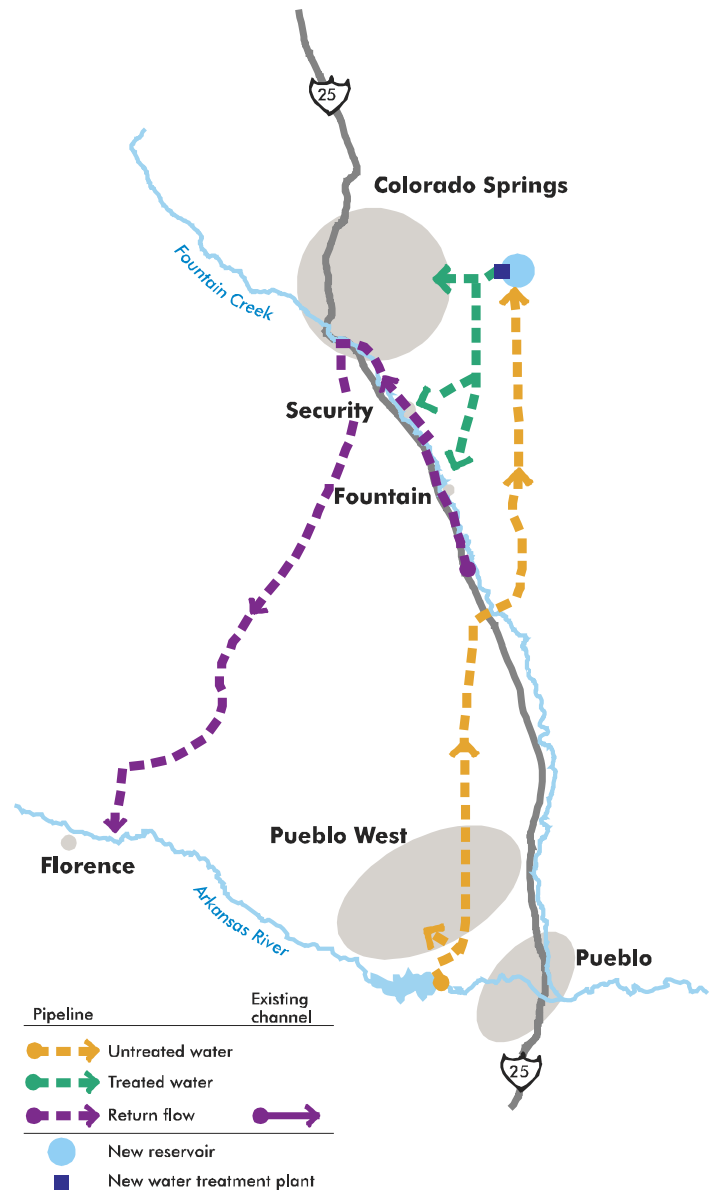 25
Colorado Springs
Fountain Creek
Security
Fountain
Pueblo West
Florence
Arkansas River
Pueblo
Pipeline
Existing
channel
Untreated water
Treated water
Return flow
25
New reservoir
New water treatment plant